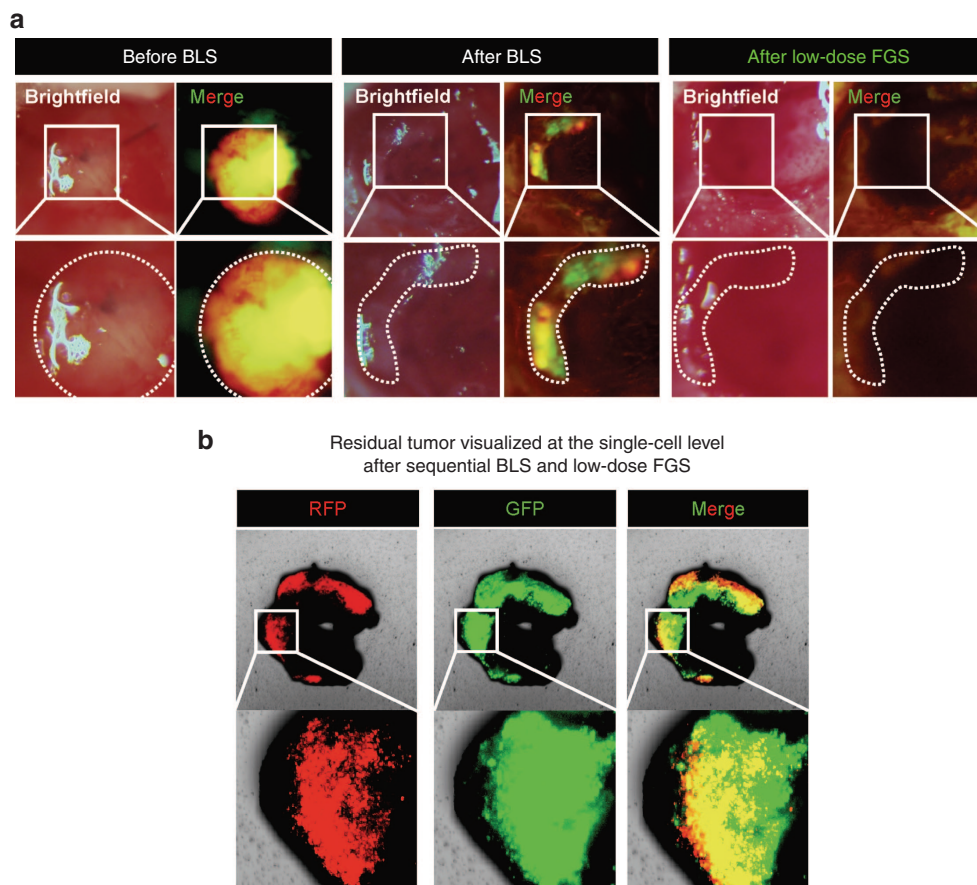 a
Before BLS
After BLS
After low-dose FGS
Brightfield
Merge
Brightfield
Merge
Brightfield
Merge
b
Residual tumor visualized at the single-cell level
after sequential BLS and low-dose FGS
RFP
GFP
Merge